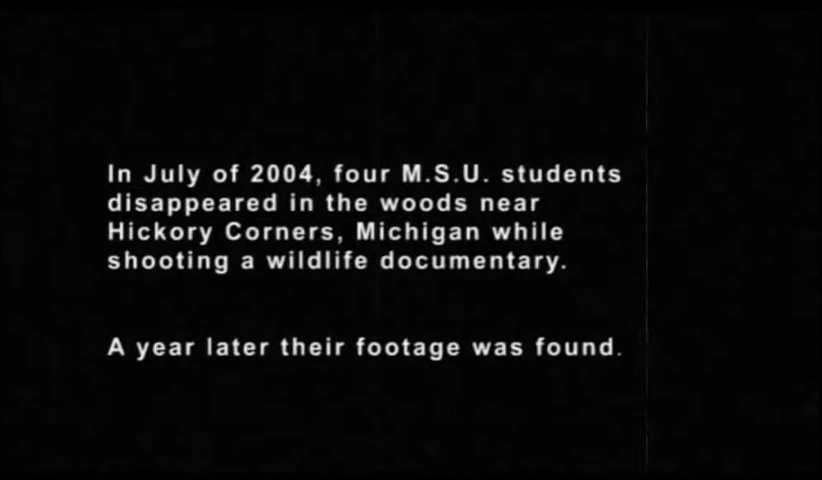 In July of 2004, four M.S.U. students
disappeared in the woods near
Hickory Corners, Michigan while
shooting a wildlife documentary.
A year later their footage was found.